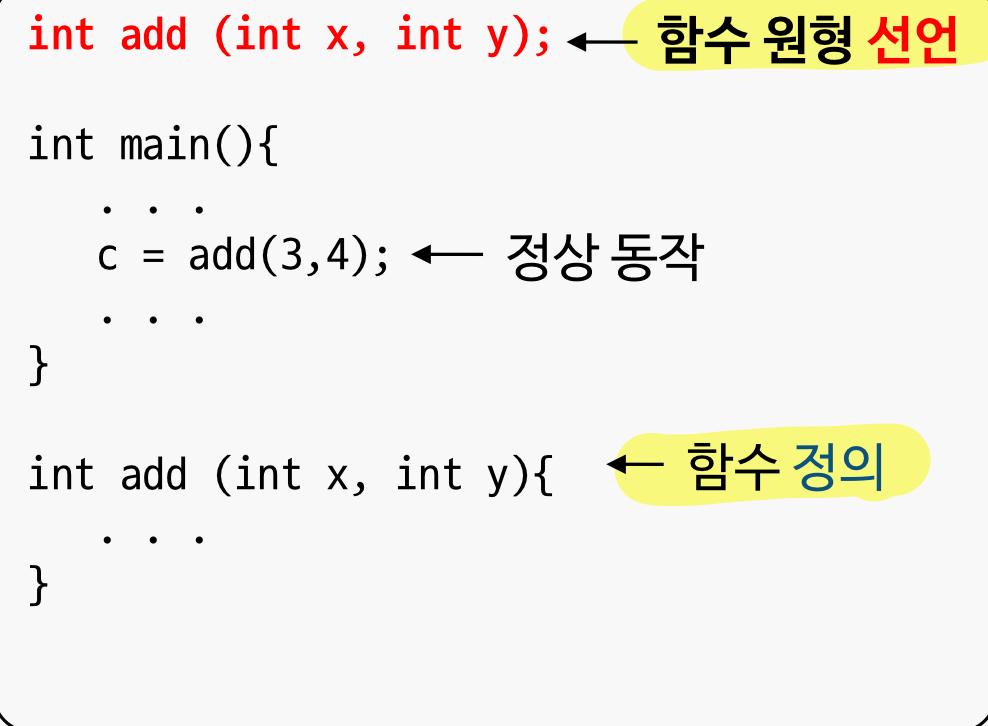 int add (int x, int y); 함수 원형 선언
int main(){
. . .
c = add(3,4); 정상 동작
. . .
}
int add (int x, int y){ 함수 정의
. . .
}